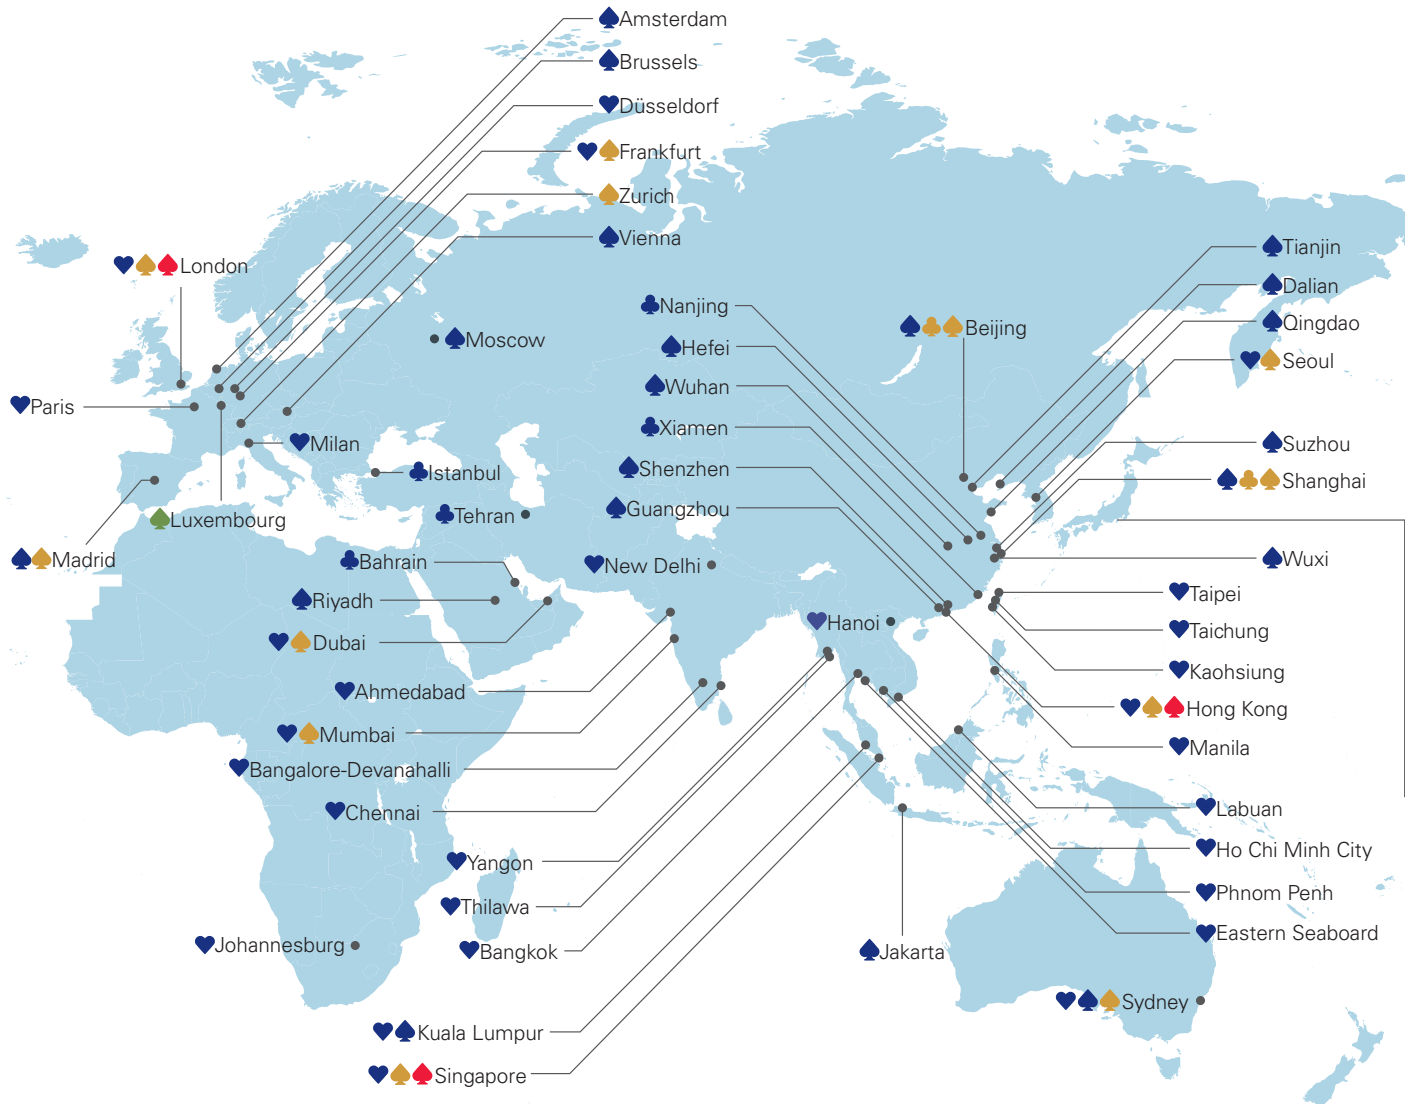 Amsterdam
Brussels
Düsseldorf
Frankfurt
Zurich
Vienna
London
Moscow
Paris
Milan
Istanbul
Luxembourg
Tehran
Madrid
Bahrain
Riyadh
Dubai
New Delhi
Ahmedabad
Mumbai
Bangalore-Devanahalli
Chennai
Yangon
Thilawa
Bangkok
Johannesburg
Kuala Lumpur
Singapore
Nanjing
Hefei
Wuhan
Xiamen
Shenzhen
Guangzhou
Hanoi
Beijing
Tianjin
Dalian
Qingdao
Seoul
Suzhou
Shanghai
Wuxi
Taipei
Taichung
Kaohsiung
Hong Kong
Manila
Labuan
Ho Chi Minh City
Phnom Penh
Eastern Seaboard
Jakarta
Sydney